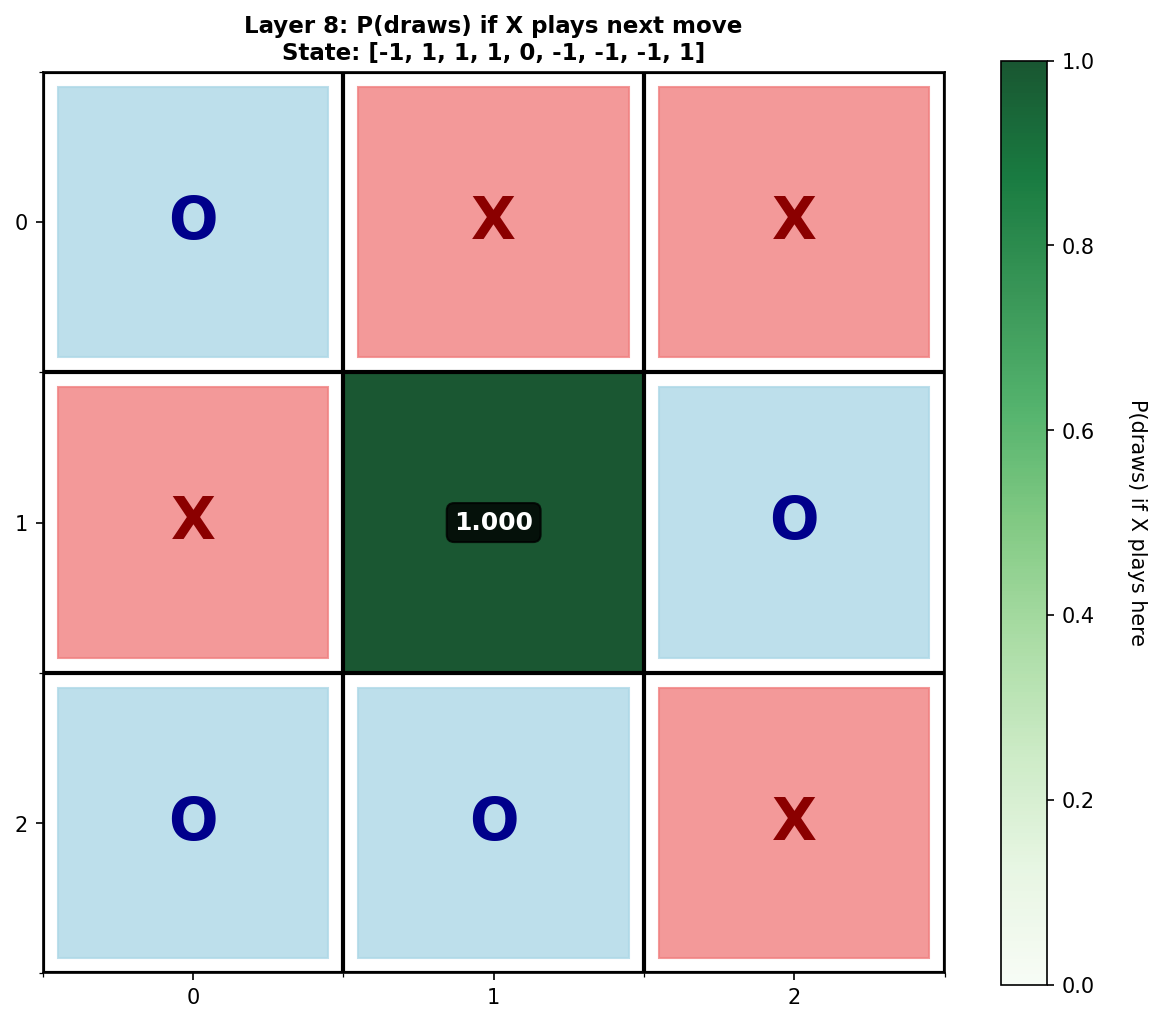 Layer 8: P(draws) if X plays next move
State: [-1, 1, 1, 1, 0, -1, -1, -1, 1]
O
X
X
X
1.000
O
O
O
X
0
1
2
0
1
2
1.0
0.8
0.6
0.4
0.2
0.0
P(draws) if X plays here